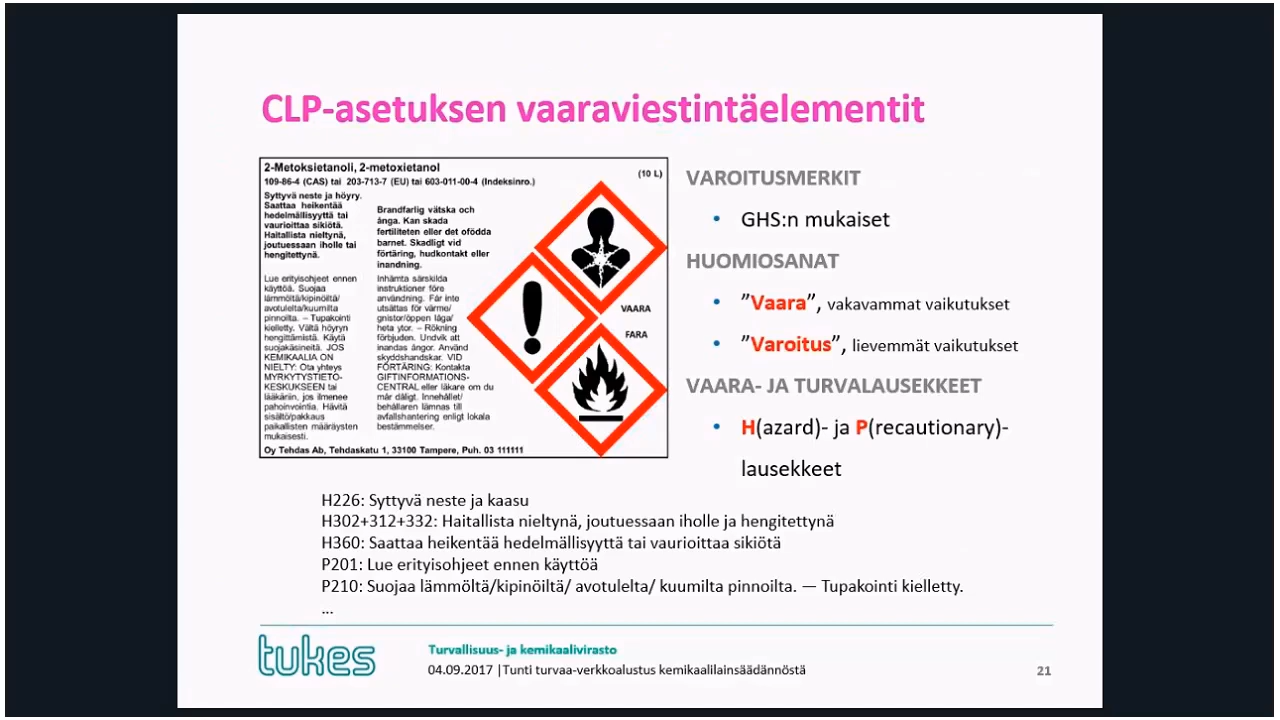 CLP-asetuksen vaaraviestintäelementit
2-Metoksietanoli, 2-metoxietanol
109-86-4 (CAS) tai 203-713-7 (EU) tai 603-011-00-4 (Indeksinro.)
(10 L)
Syttyvä neste ja höyry.
Saattaa heikentää
hedelmällisyyttä tai
vaurioittaa sikiötä.
Haitallista nieltynä,
joutuessaan iholle tai
hengitettynä.
Lue erityisohjeet ennen
käyttöä. Suojaa
lämmöltä/kipinöiltä/
avotulelta/kuumilta
pinnoilta. – Tupakointi
kielletty. Vältä höyryn
hengittämistä. Käytä
suojakäsineitä. JOS
KEMIKAALIA ON
NIELTY: Ota yhteys
MYRKYTYSTIETO-
KESKUKSEEN tai
lääkäriin, jos ilmenee
pahoinvointia. Hävitä
sisältö/pakkaus
paikallisten määräysten
mukaisesti.
Brandfarlig vätska och
ånga. Kan skada
fertiliteten eller det ofödda
barnet. Skadligt vid
förtäring, hudkontakt eller
inandning.
Inhämta särskilda
instruktioner före
användning. Får inte
utsättas för värme/
gnistor/öppen låga/
heta ytor. – Rökning
förbjuden. Undvik att
inandas ångor. Använd
skyddshandskar. VID
FÖRTÄRING: Kontakta
GIFTINFORMATIONS-
CENTRAL eller läkare om du
mår dåligt. Innehållet/
behållaren lämnas till
avfallshantering enligt lokala
bestämmelser.
VAARA
FARA
Oy Tehdas Ab, Tehdaskatu 1, 33100 Tampere, Puh. 03 111111
VAROITUSMERKIT
• GHS:n mukaiset
HUOMIOSANAT
• ”Vaara”, vakavammat vaikutukset
• ”Varoitus”, lievemmät vaikutukset
VAARA- JA TURVALAUSEKKEET
• H(azard)- ja P(recautionary)-
lausekkeet
H226: Syttyvä neste ja kaasu
H302+312+332: Haitallista nieltynä, joutuessaan iholle ja hengitettynä
H360: Saattaa heikentää hedelmällisyyttä tai vaurioittaa sikiötä
P201: Lue erityisohjeet ennen käyttöä
P210: Suojaa lämmöltä/kipinöiltä/ avotulelta/ kuumilta pinnoilta. — Tupakointi kielletty.
...
tukes
Turvallisuus- ja kemikaalivirasto
04.09.2017 |Tunti turvaa-verkkoalustus kemikaalilainsäädännöstä
21